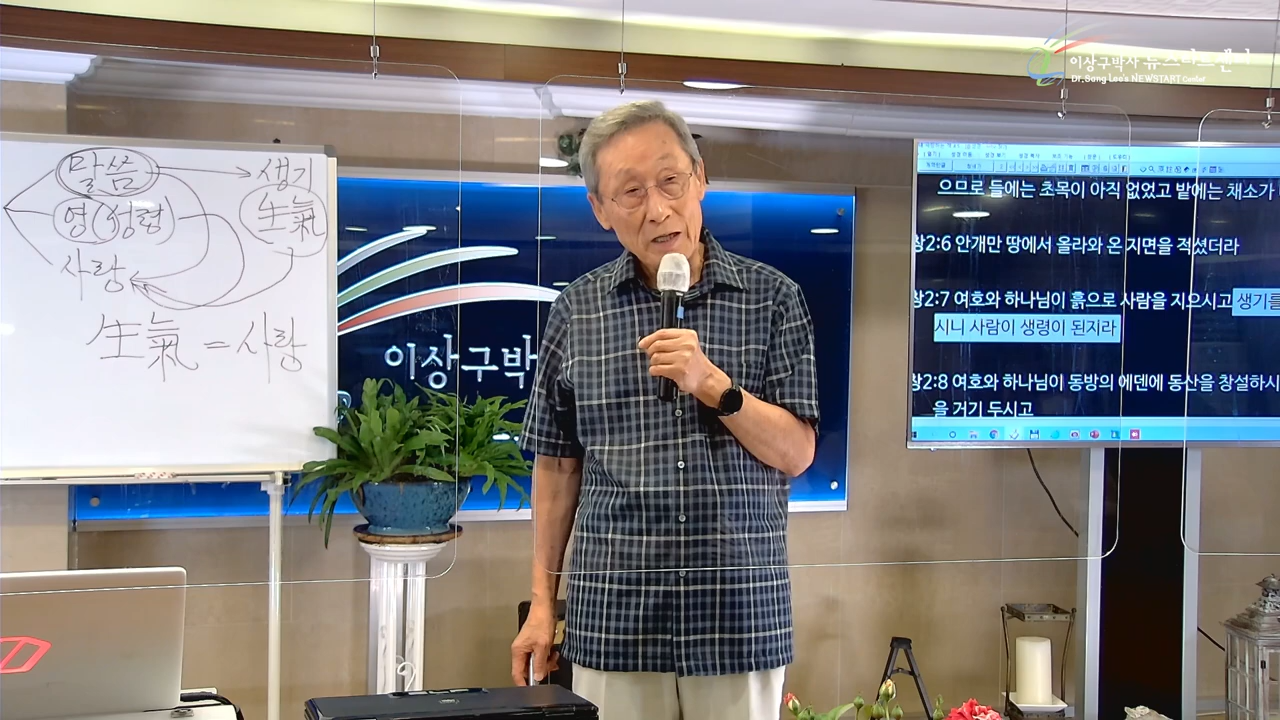 이상구박사 뉴스타트센터
Dr. Sang Lee's NEWSTART Center
말씀
생기
영(성령)
生氣
사랑
生氣 = 사랑
이상구박
으므로 들에는 초목이 아직 없었고 밭에는 채소가
창2:6 안개만 땅에서 올라와 온 지면을 적셨더라
창2:7 여호와 하나님이 흙으로 사람을 지으시고 생기를
시니 사람이 생령이 된지라
창2:8 여호와 하나님이 동방의 에덴에 동산을 창설하시
을 거기 두시고